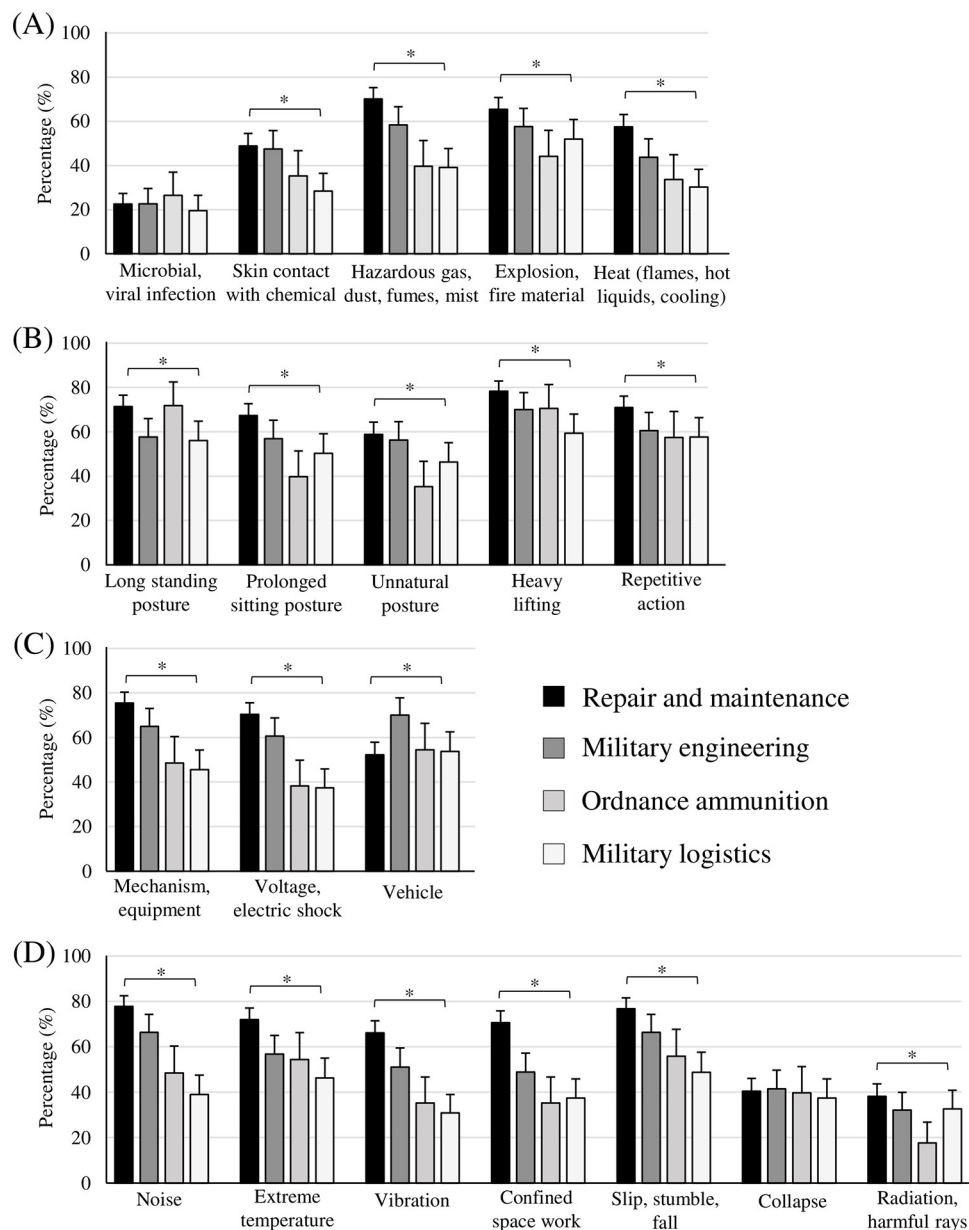 (A)
100
80
60
40
20
0
Percentage (%)
*
*
*
*
Microbial,
viral infection
Skin contact
with chemical
Hazardous gas,
dust, fumes, mist
Explosion,
fire material
Heat (flames, hot
liquids, cooling)
(B)
100
80
60
40
20
0
Percentage (%)
*
*
*
*
*
Long standing
posture
Prolonged
sitting posture
Unnatural
posture
Heavy
lifting
Repetitive
action
(C)
100
80
60
40
20
0
Percentage (%)
*
*
*
Mechanism,
equipment
Voltage,
electric shock
Vehicle
Repair and maintenance
Military engineering
Ordnance ammunition
Military logistics
(D)
100
80
60
40
20
0
Percentage (%)
*
*
*
*
*
*
Noise
Extreme
temperature
Vibration
Confined
space work
Slip, stumble,
fall
Collapse
Radiation,
harmful rays